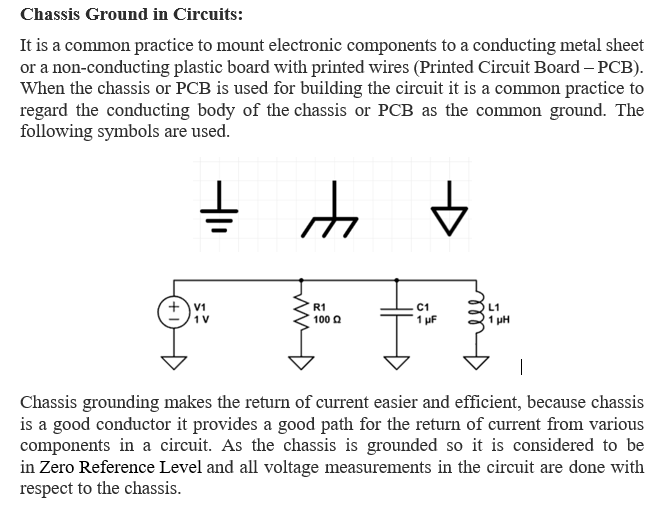 Chassis Ground in Circuits:
It is a common practice to mount electronic components to a conducting metal sheet
or a non-conducting plastic board with printed wires (Printed Circuit Board – PCB).
When the chassis or PCB is used for building the circuit it is a common practice to
regard the conducting body of the chassis or PCB as the common ground. The
following symbols are used.
+ V1 R1 C1 L1
1 V 100 Ω 1 µF 1 µH
Chassis grounding makes the return of current easier and efficient, because chassis
is a good conductor it provides a good path for the return of current from various
components in a circuit. As the chassis is grounded so it is considered to be
in Zero Reference Level and all voltage measurements in the circuit are done with
respect to the chassis.